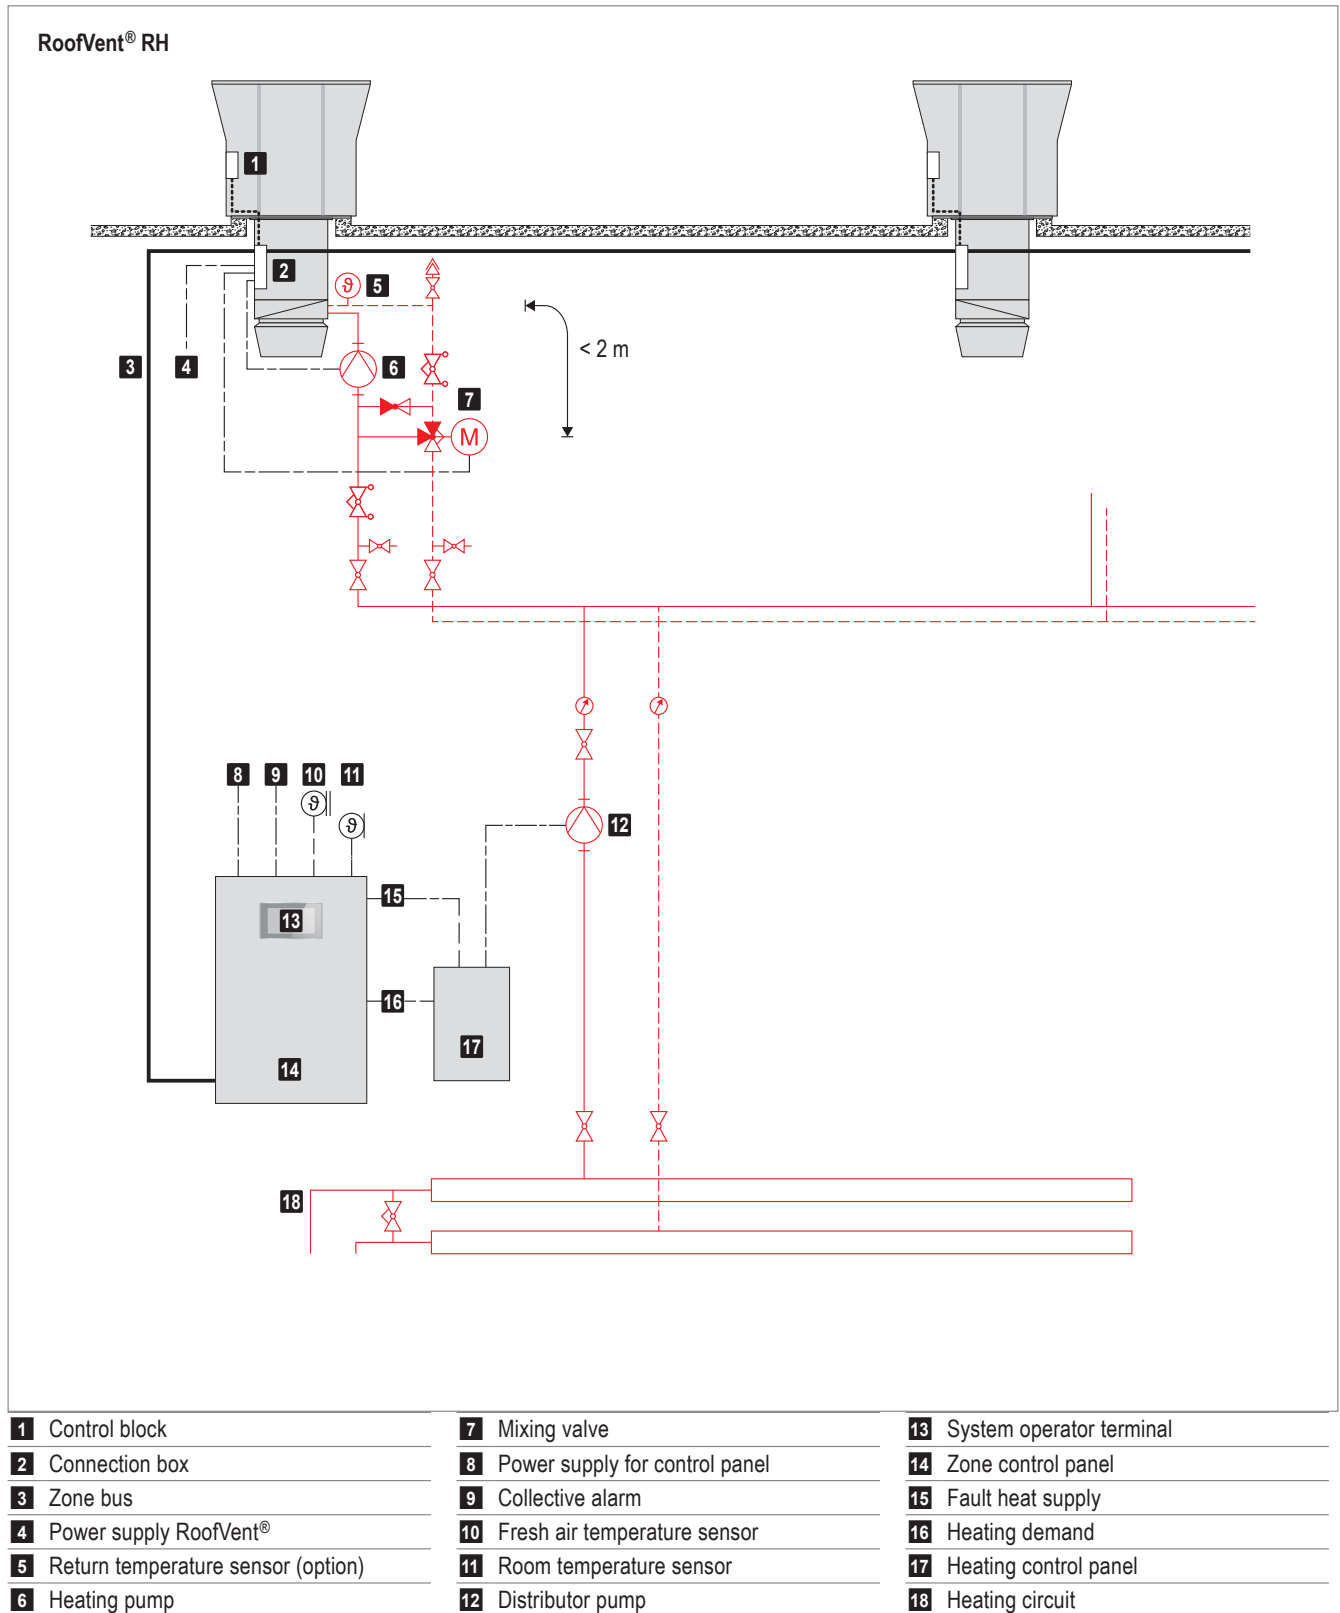 RoofVent® RH
1
2
5
3
4
6
< 2 m
7
M
ϑ
8
9
10
11
ϑ
ϑ
12
15
13
16
17
14
18
1 Control block
2 Connection box
3 Zone bus
4 Power supply RoofVent®
5 Return temperature sensor (option)
6 Heating pump
7 Mixing valve
8 Power supply for control panel
9 Collective alarm
10 Fresh air temperature sensor
11 Room temperature sensor
12 Distributor pump
13 System operator terminal
14 Zone control panel
15 Fault heat supply
16 Heating demand
17 Heating control panel
18 Heating circuit